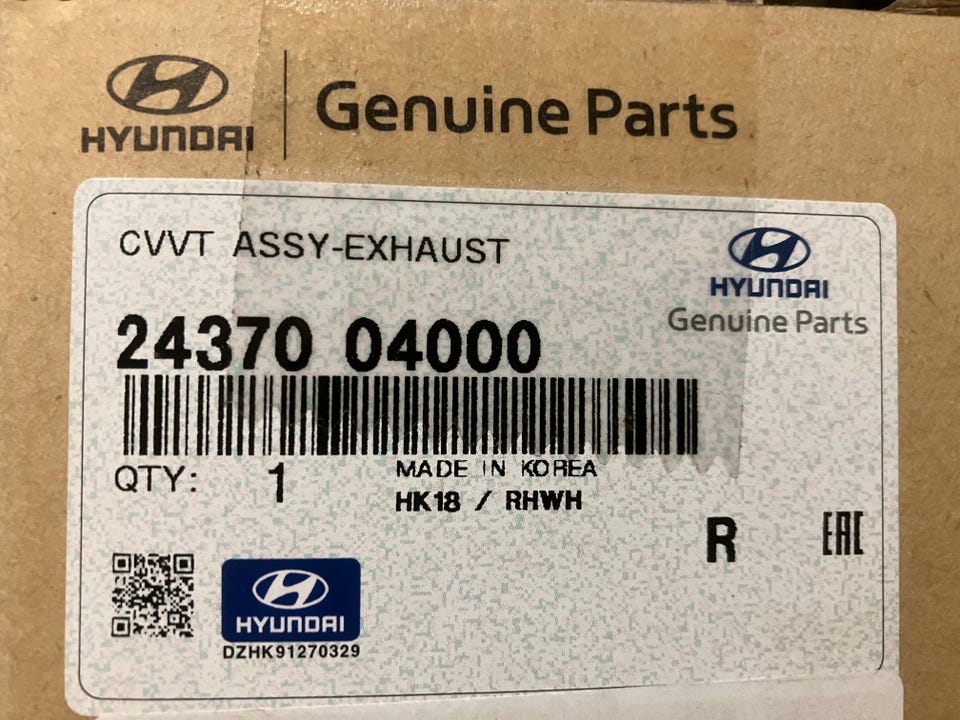 HYUNDAI | Genuine Parts
CVVT ASSY-EXHAUST
HYUNDAI
Genuine Parts
24370 04000
QTY: 1
MADE IN KOREA
HK18 / RHWH
R
EAC
HYUNDAI
DZHK91270329